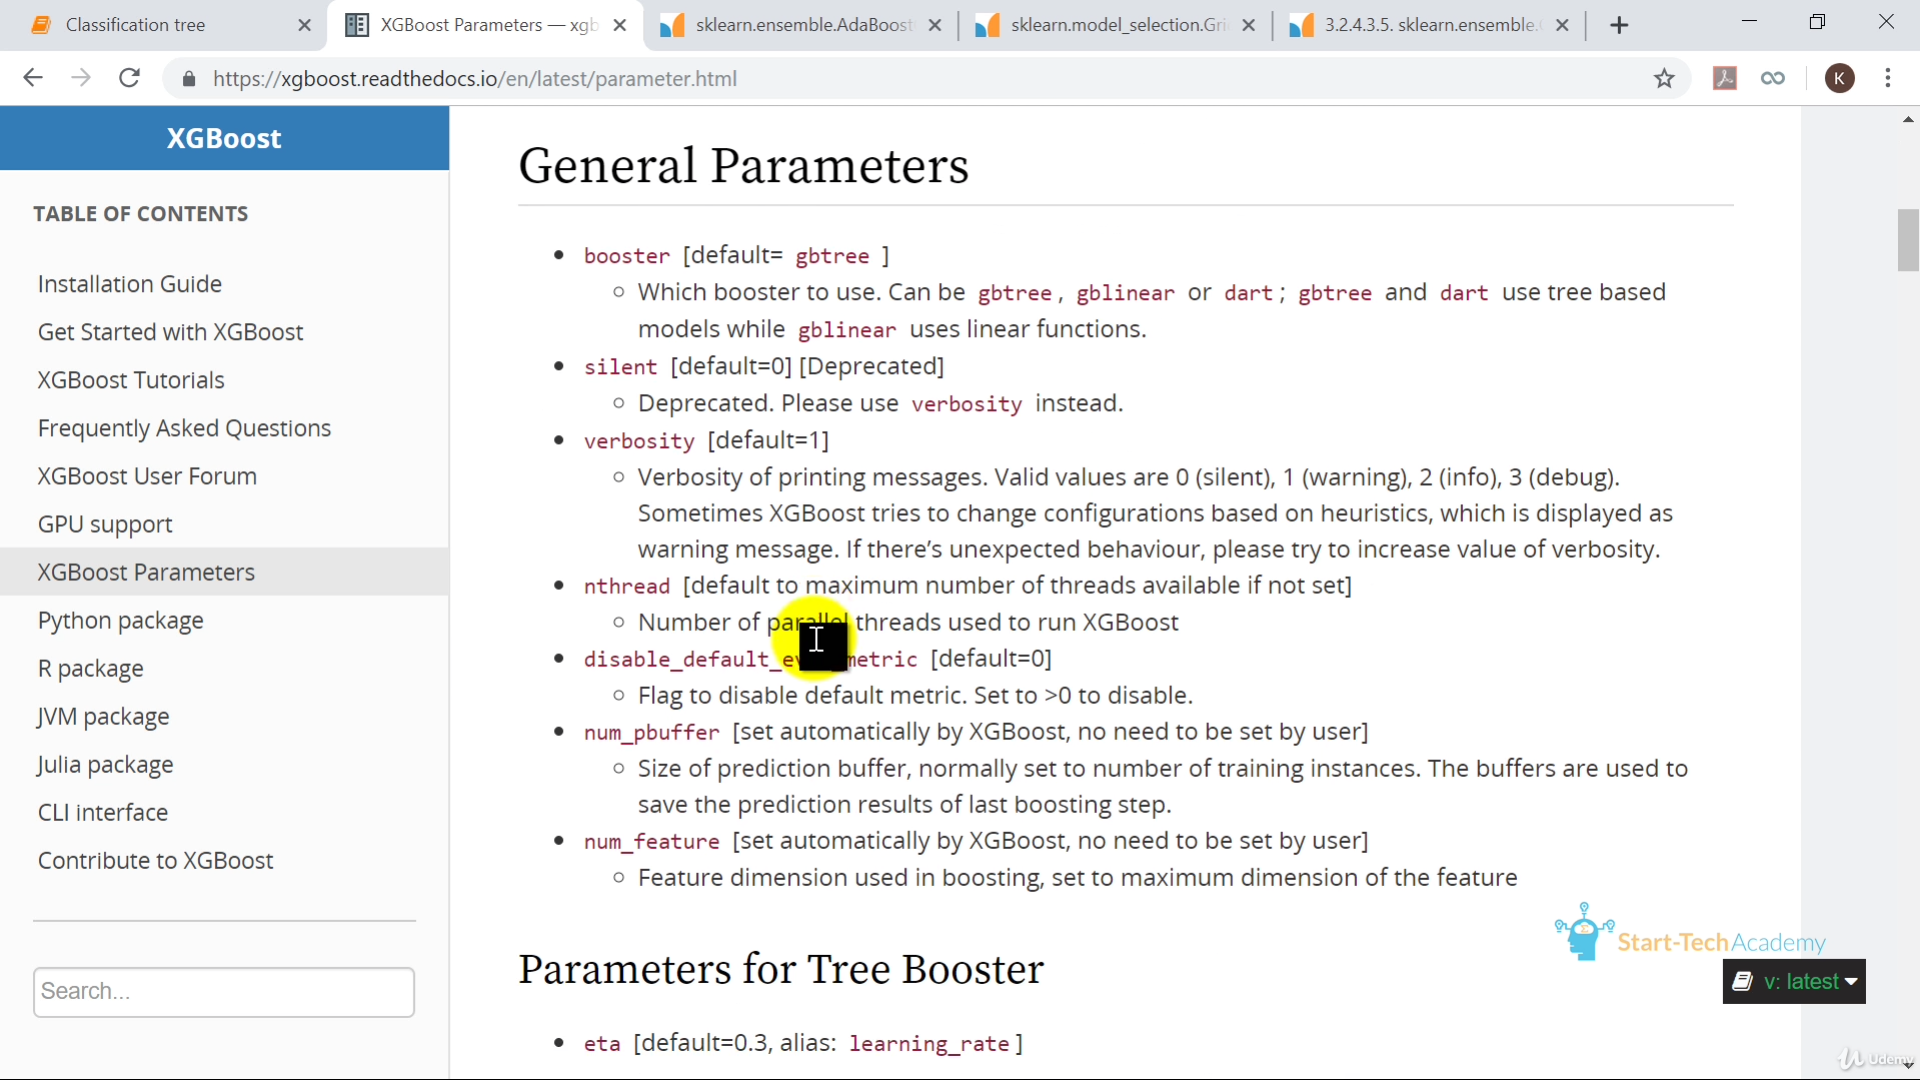 Classification tree
XGBoost Parameters — xgb
sklearn.ensemble.AdaBoost
sklearn.model_selection.Gri
3.2.4.3.5. sklearn.ensemble.
https://xgboost.readthedocs.io/en/latest/parameter.html
K
XGBoost
TABLE OF CONTENTS
Installation Guide
Get Started with XGBoost
XGBoost Tutorials
Frequently Asked Questions
XGBoost User Forum
GPU support
XGBoost Parameters
Python package
R package
JVM package
Julia package
CLI interface
Contribute to XGBoost
Search...
General Parameters
• booster [default= gbtree ]
○ Which booster to use. Can be gbtree, gblinear or dart; gbtree and dart use tree based
models while gblinear uses linear functions.
• silent [default=0] [Deprecated]
○ Deprecated. Please use verbosity instead.
• verbosity [default=1]
○ Verbosity of printing messages. Valid values are 0 (silent), 1 (warning), 2 (info), 3 (debug).
Sometimes XGBoost tries to change configurations based on heuristics, which is displayed as
warning message. If there’s unexpected behaviour, please try to increase value of verbosity.
• nthread [default to maximum number of threads available if not set]
○ Number of parallel threads used to run XGBoost
• [default=0]
○ Flag to disable default metric. Set to >0 to disable.
• num_pbuffer [set automatically by XGBoost, no need to be set by user]
○ Size of prediction buffer, normally set to number of training instances. The buffers are used to
save the prediction results of last boosting step.
• num_feature [set automatically by XGBoost, no need to be set by user]
○ Feature dimension used in boosting, set to maximum dimension of the feature
Parameters for Tree Booster
• eta [default=0.3, alias: learning_rate]
Start-TechAcademy
v: latest
Udemy